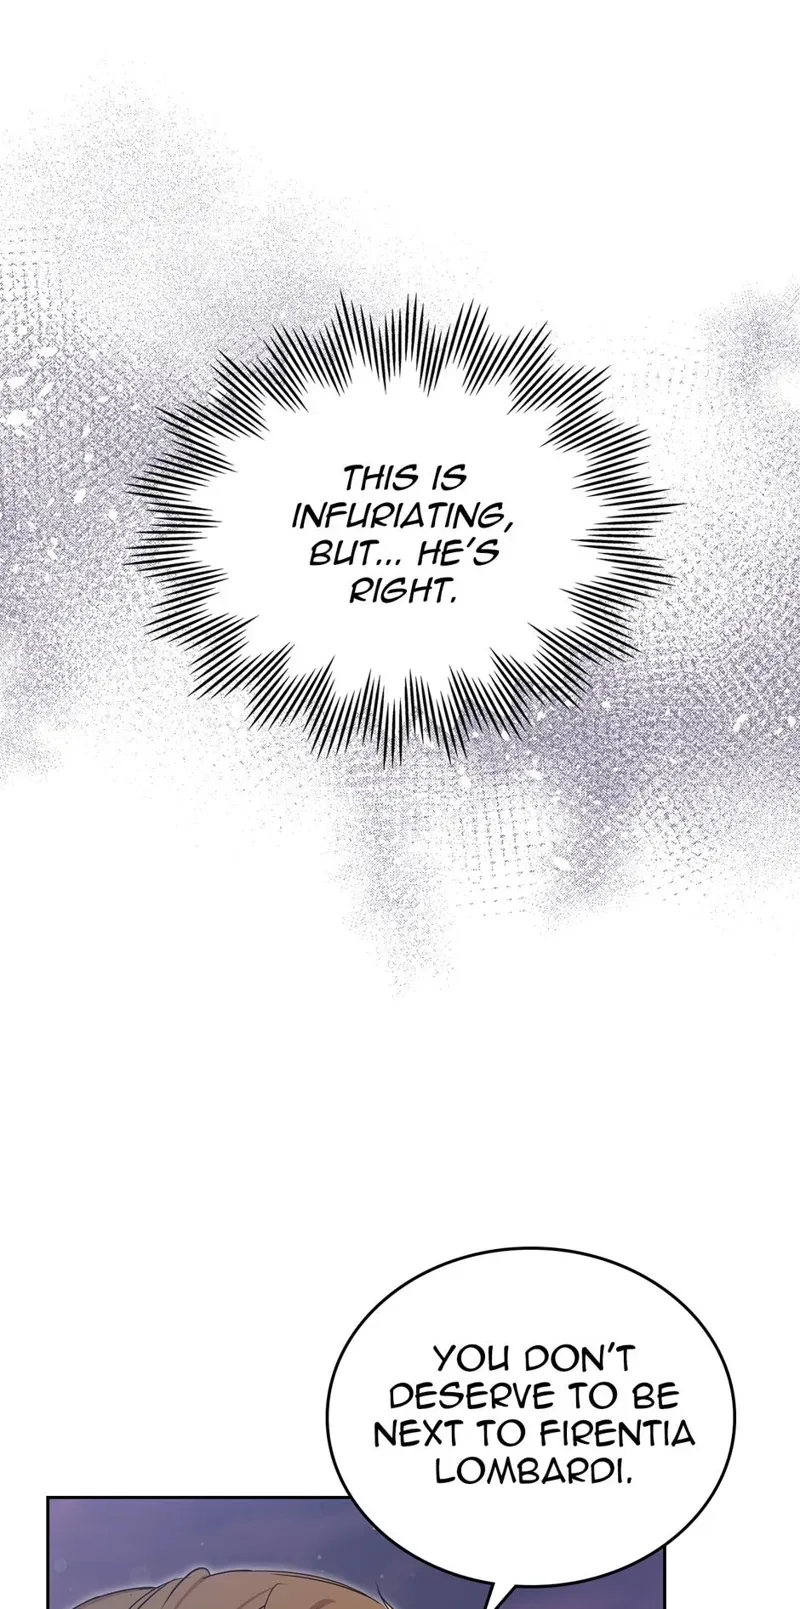 THIS IS
INFURIATING,
BUT... HE'S
RIGHT.
YOU DON'T
DESERVE TO BE
NEXT TO FIRENTIA
LOMBARDI.